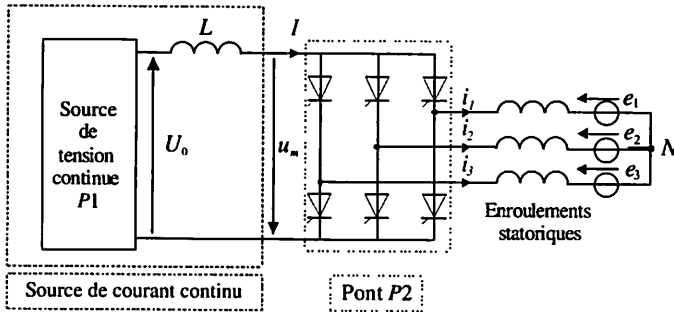 L
I
Source
de
tension
continue
P1
U₀
uₘ
i₁
e₁
i₂
e₂
N
i₃
e₃
Enroulements
statoriques
Source de courant continu
Pont P2